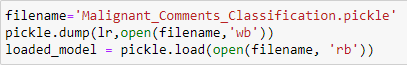 filename='Malignant_Comments_Classification.pickle'
pickle.dump(lr,open(filename,'wb'))
loaded_model = pickle.load(open(filename, 'rb'))